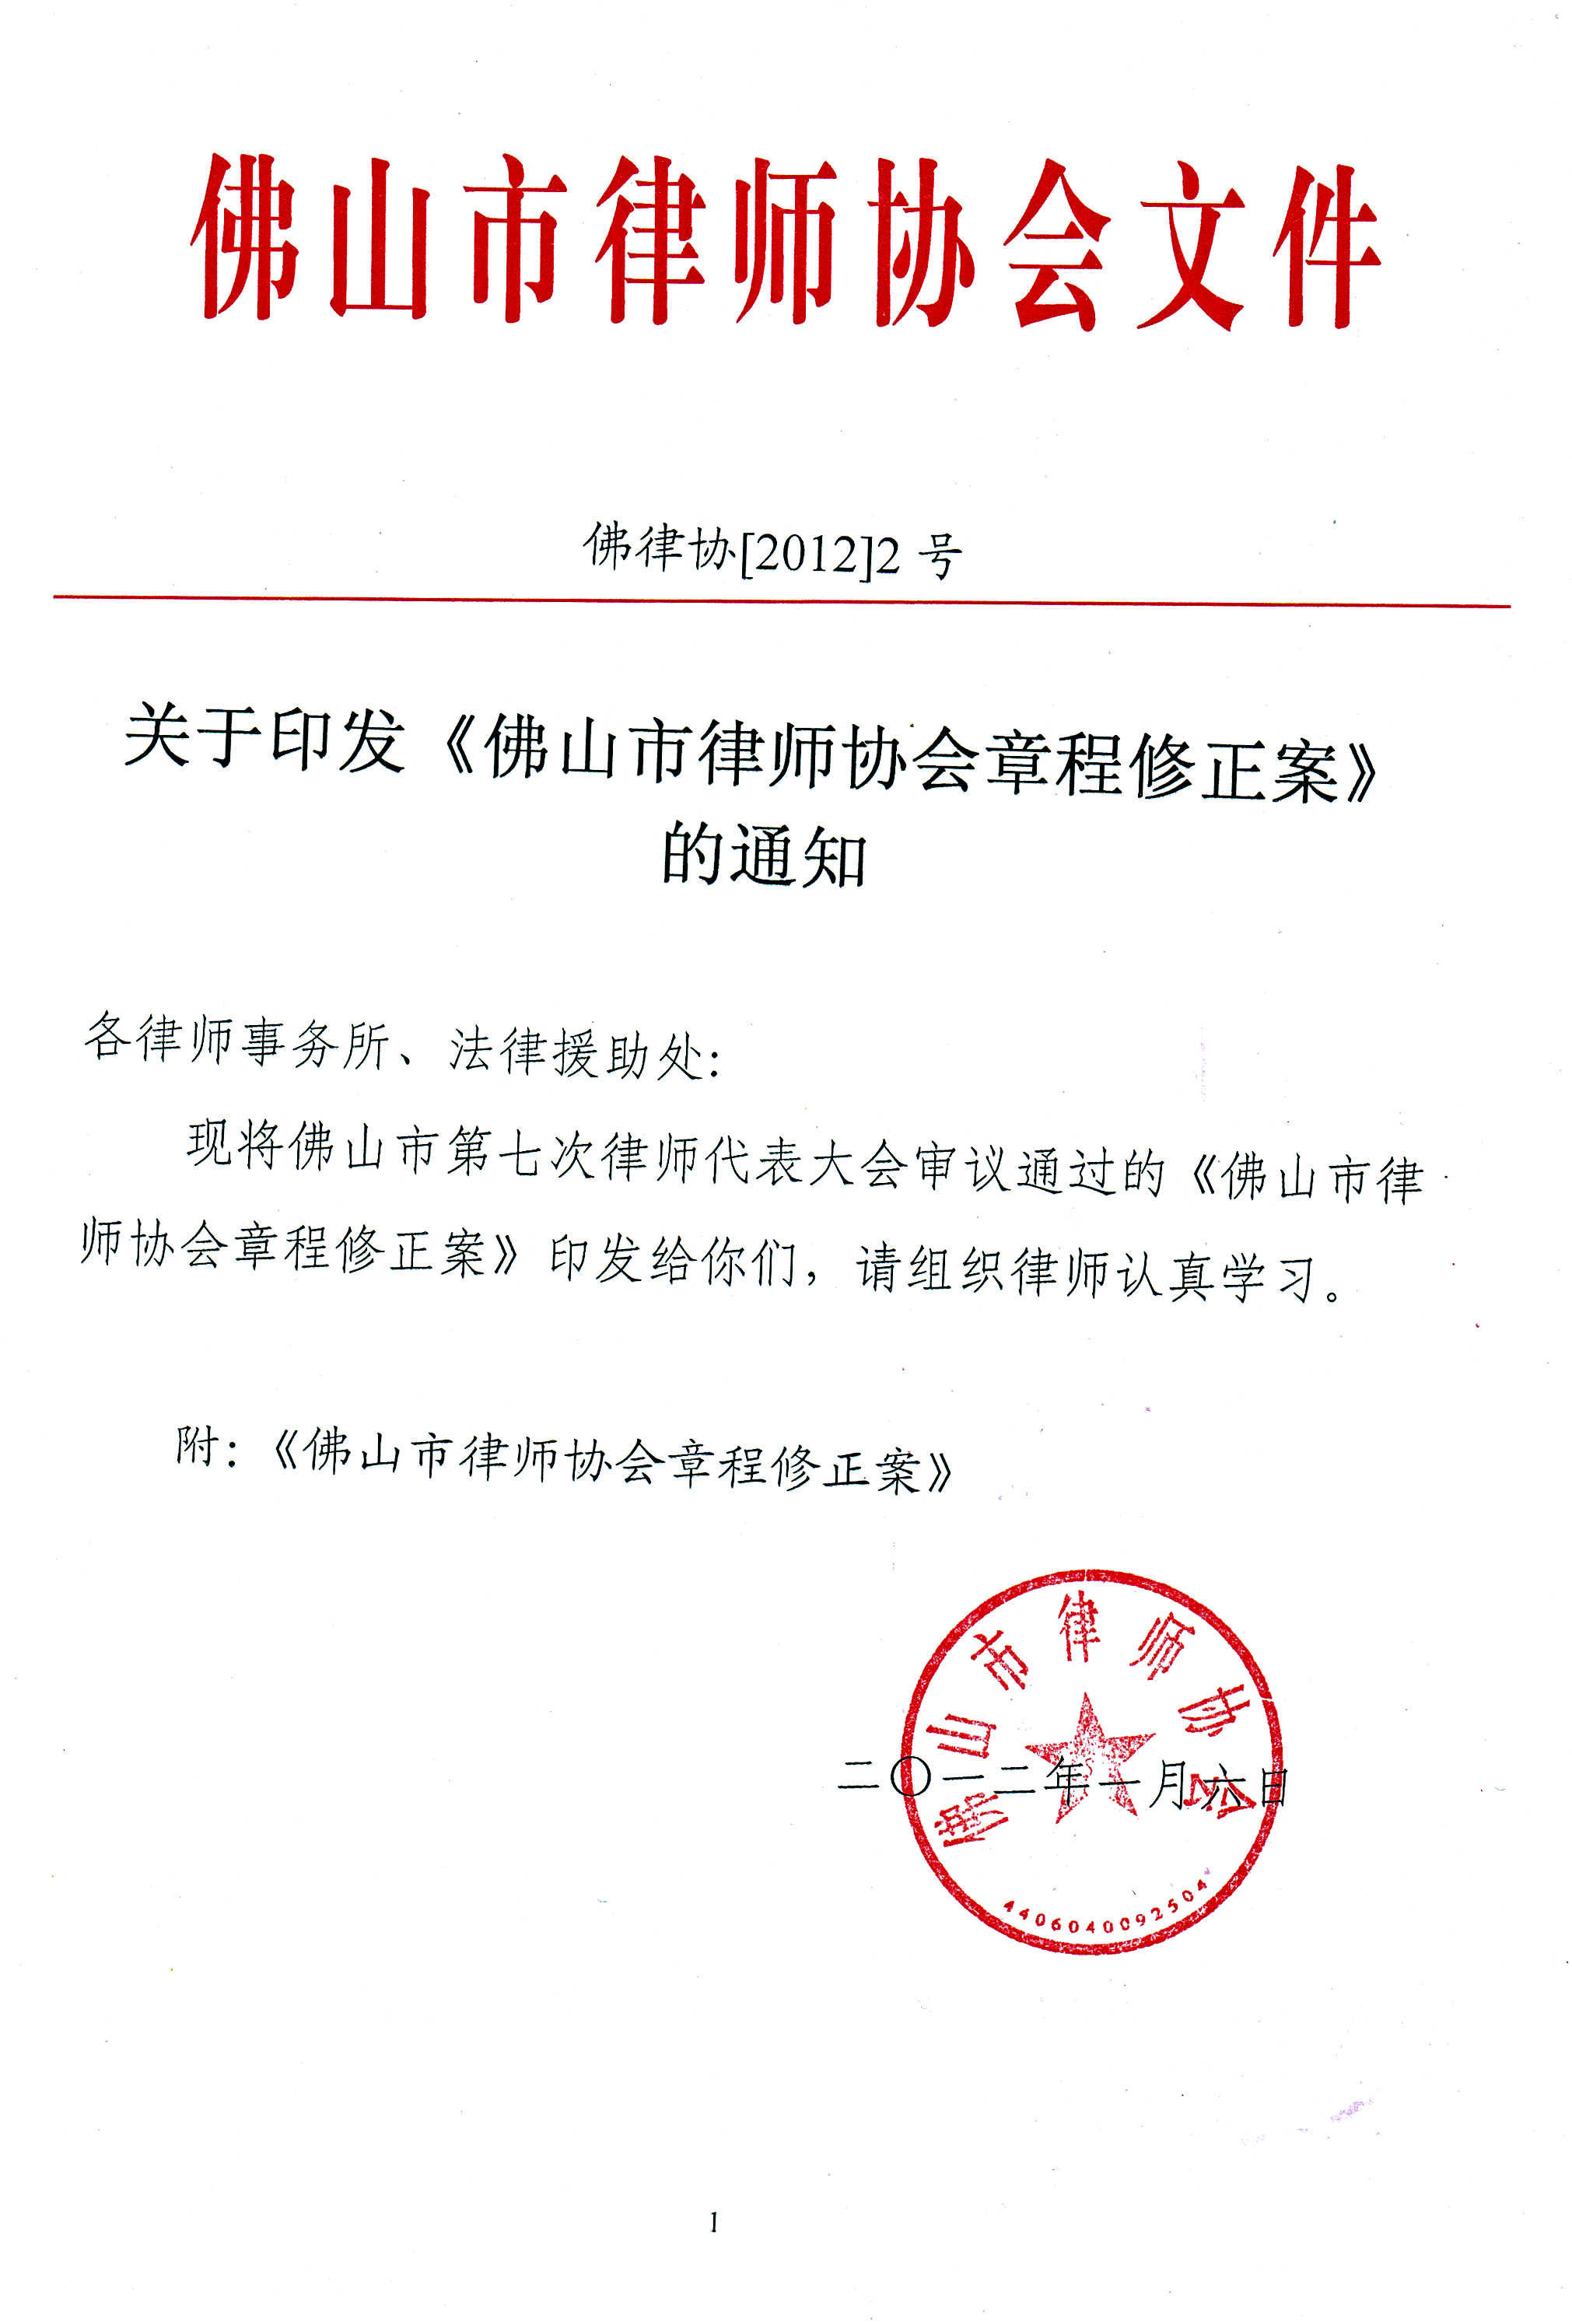 佛山市律师协会文件
佛律协[2012]2 号
关于印发《佛山市律师协会章程修正案》
的通知
各律师事务所、法律援助处：
现将佛山市第七次律师代表大会审议通过的《佛山市律
师协会章程修正案》印发给你们，请组织律师认真学习。
附：《佛山市律师协会章程修正案》
佛山市律师协会
二〇一二年一月六日
4406040092504
1